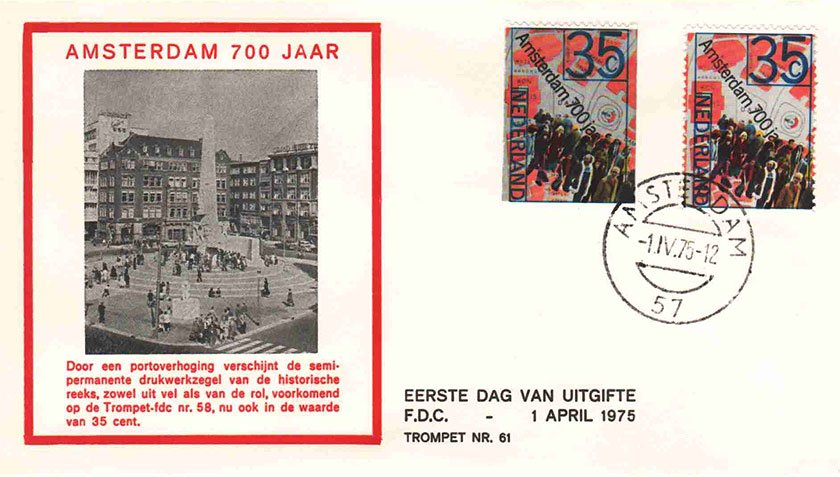 AMSTERDAM 700 JAAR
Door een portoverhoging verschijnt de semi-
permanente drukwerkzegel van de historische
reeks, zowel uit vel als van de rol, voorkomend
op de Trompet-fdc nr. 58, nu ook in de waarde
van 35 cent.
35
c
Amsterdam 700 ja
NEDERLAND
35
c
Amsterdam 700 ja
NEDERLAND
AMSTERDAM
-1.IV.75-12
57
EERSTE DAG VAN UITGIFTE
F.D.C. - 1 APRIL 1975
TROMPET NR. 61